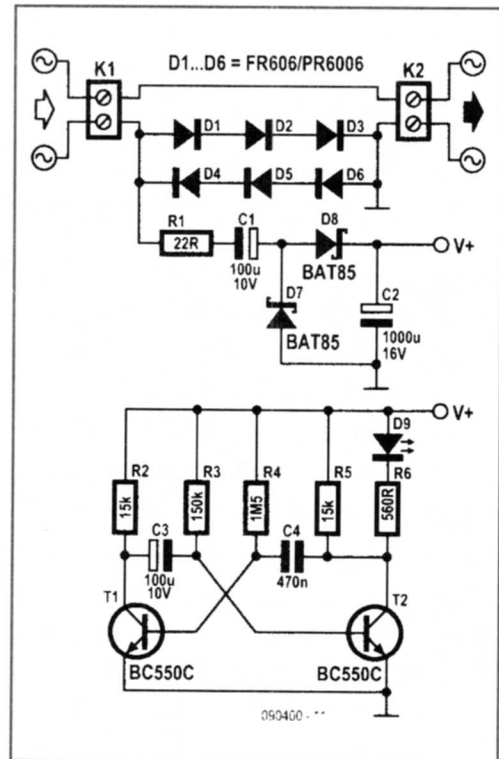 D1...D6 = FR606/PR6006
K1
K2
D1
D2
D3
D4
D5
D6
R1
22R
C1
100u
10V
D8
BAT85
V+
D7
BAT85
C2
1000u
16V
V+
D9
R2
15k
R3
150k
R4
1M5
R5
15k
R6
560R
C3
100u
10V
C4
470n
T1
T2
BC550C
BC550C
090400 - 11